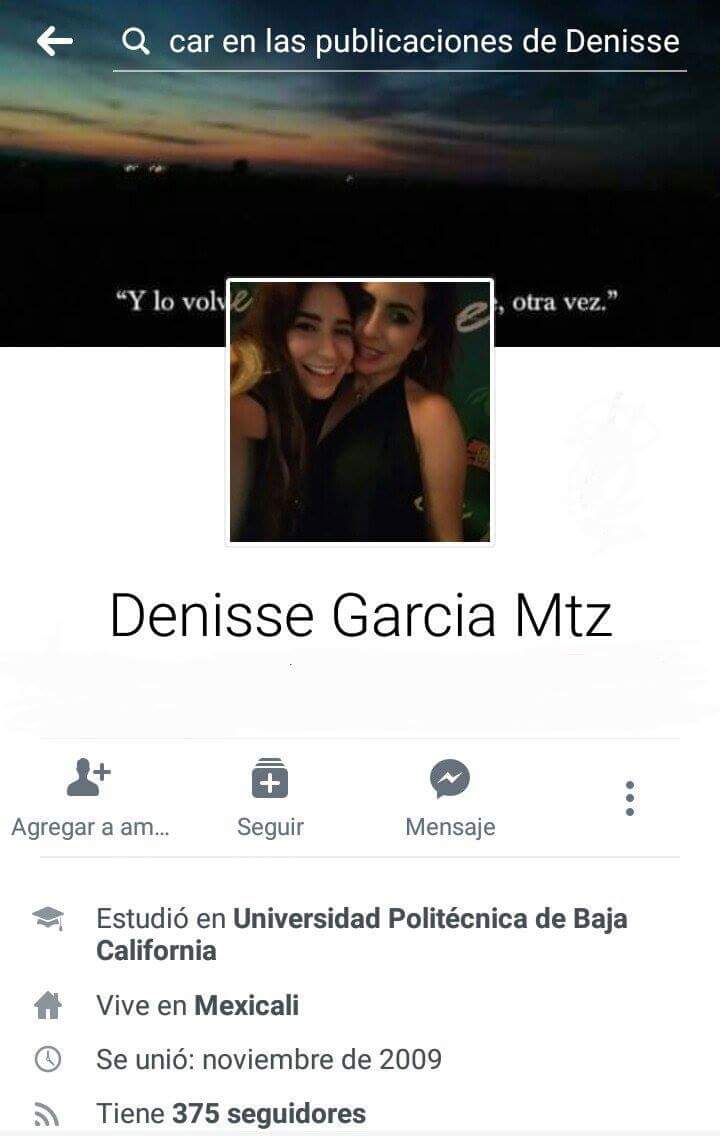 car en las publicaciones de Denisse
“Y lo volv , otra vez.”
Denisse Garcia Mtz
Agregar a am...
Seguir
Mensaje
Estudió en Universidad Politécnica de Baja
California
Vive en Mexicali
Se unió: noviembre de 2009
Tiene 375 seguidores